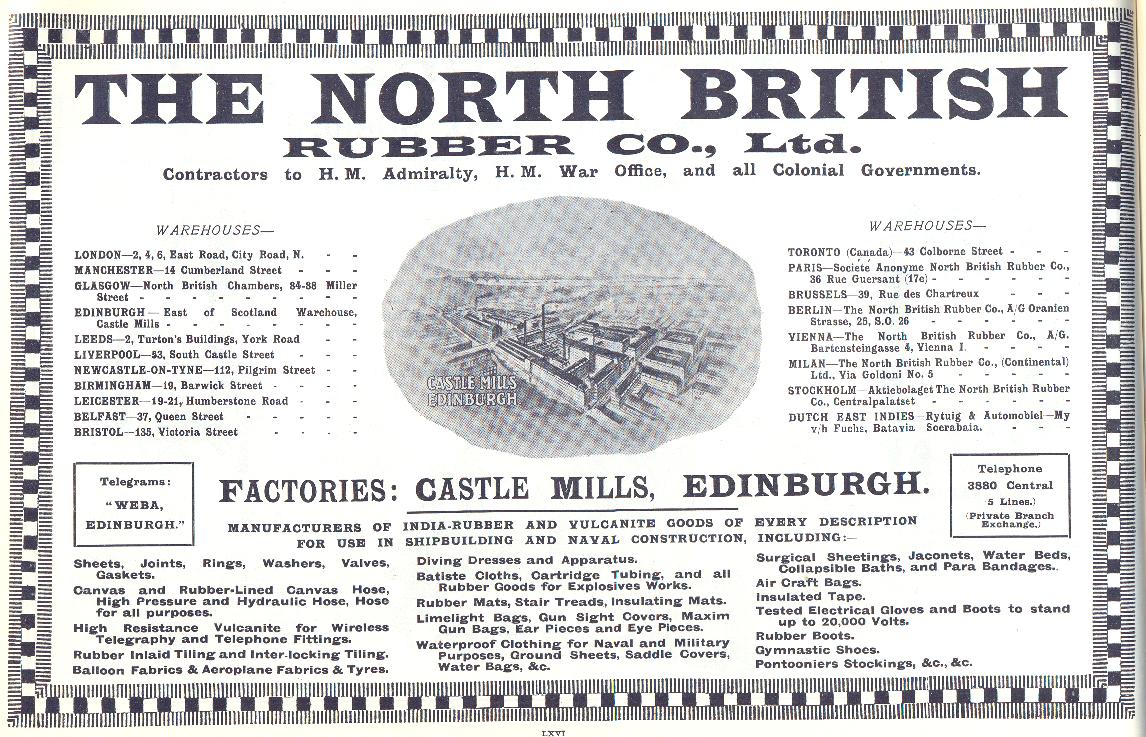 THE NORTH BRITISH
RUBBER CO., Ltd.
Contractors to H. M. Admiralty, H. M. War Office, and all Colonial Governments.
WAREHOUSES—
LONDON—2, 4, 6, East Road, City Road, N. - -
MANCHESTER—14 Cumberland Street - - -
GLASGOW—North British Chambers, 84-88 Miller
Street - - - - - - - - -
EDINBURGH—East of Scotland Warehouse,
Castle Mills - - - - - - - -
LEEDS—2, Turton's Buildings, York Road - -
LIVERPOOL—53, South Castle Street - - -
NEWCASTLE-ON-TYNE—112, Pilgrim Street - -
BIRMINGHAM—19, Barwick Street - - - -
LEICESTER—19-21, Humberstone Road - - -
BELFAST—37, Queen Street - - - - -
BRISTOL—135, Victoria Street - - - -
CASTLE MILLS
EDINBURGH
WAREHOUSES—
TORONTO (Canada)—43 Colborne Street - - -
PARIS—Societé Anonyme North British Rubber Co.,
36 Rue Guersant (17e) - - - - - -
BRUSSELS—39, Rue des Chartreux - - -
BERLIN—The North British Rubber Co., A/G Oranien
Strasse, 25, S.O. 26 - - - - - -
VIENNA—The North British Rubber Co., A/G.
Bartensteingasse 4, Vienna I. - - - - -
MILAN—The North British Rubber Co., (Continental)
Ltd., Via Goldoni No. 5 - - - - -
STOCKHOLM—Aktiebolaget The North British Rubber
Co., Centralpalatset - - - - - -
DUTCH EAST INDIES—Rytuig & Automobiel—My
v/h Fuchs, Batavia Soerabaia. - - -
Telegrams:
"WEBA,
EDINBURGH."
FACTORIES: CASTLE MILLS, EDINBURGH.
Telephone
3880 Central
5 Lines.)
(Private Branch
Exchange.)
MANUFACTURERS OF INDIA-RUBBER AND VULCANITE GOODS OF EVERY DESCRIPTION
FOR USE IN SHIPBUILDING AND NAVAL CONSTRUCTION, INCLUDING:—
Sheets, Joints, Rings, Washers, Valves,
Gaskets.
Canvas and Rubber-Lined Canvas Hose,
High Pressure and Hydraulic Hose, Hose
for all purposes.
High Resistance Vulcanite for Wireless
Telegraphy and Telephone Fittings.
Rubber Inlaid Tiling and Inter-locking Tiling.
Balloon Fabrics & Aeroplane Fabrics & Tyres.
Diving Dresses and Apparatus.
Batiste Cloths, Cartridge Tubing, and all
Rubber Goods for Explosives Works.
Rubber Mats, Stair Treads, Insulating Mats.
Limelight Bags, Gun Sight Covers, Maxim
Gun Bags, Ear Pieces and Eye Pieces.
Waterproof Clothing for Naval and Military
Purposes, Ground Sheets, Saddle Covers,
Water Bags, &c.
Surgical Sheetings, Jaconets, Water Beds,
Collapsible Baths, and Para Bandages.
Air Craft Bags.
Insulated Tape.
Tested Electrical Gloves and Boots to stand
up to 20,000 Volts.
Rubber Boots.
Gymnastic Shoes.
Pontooniers Stockings, &c., &c.
LXVI